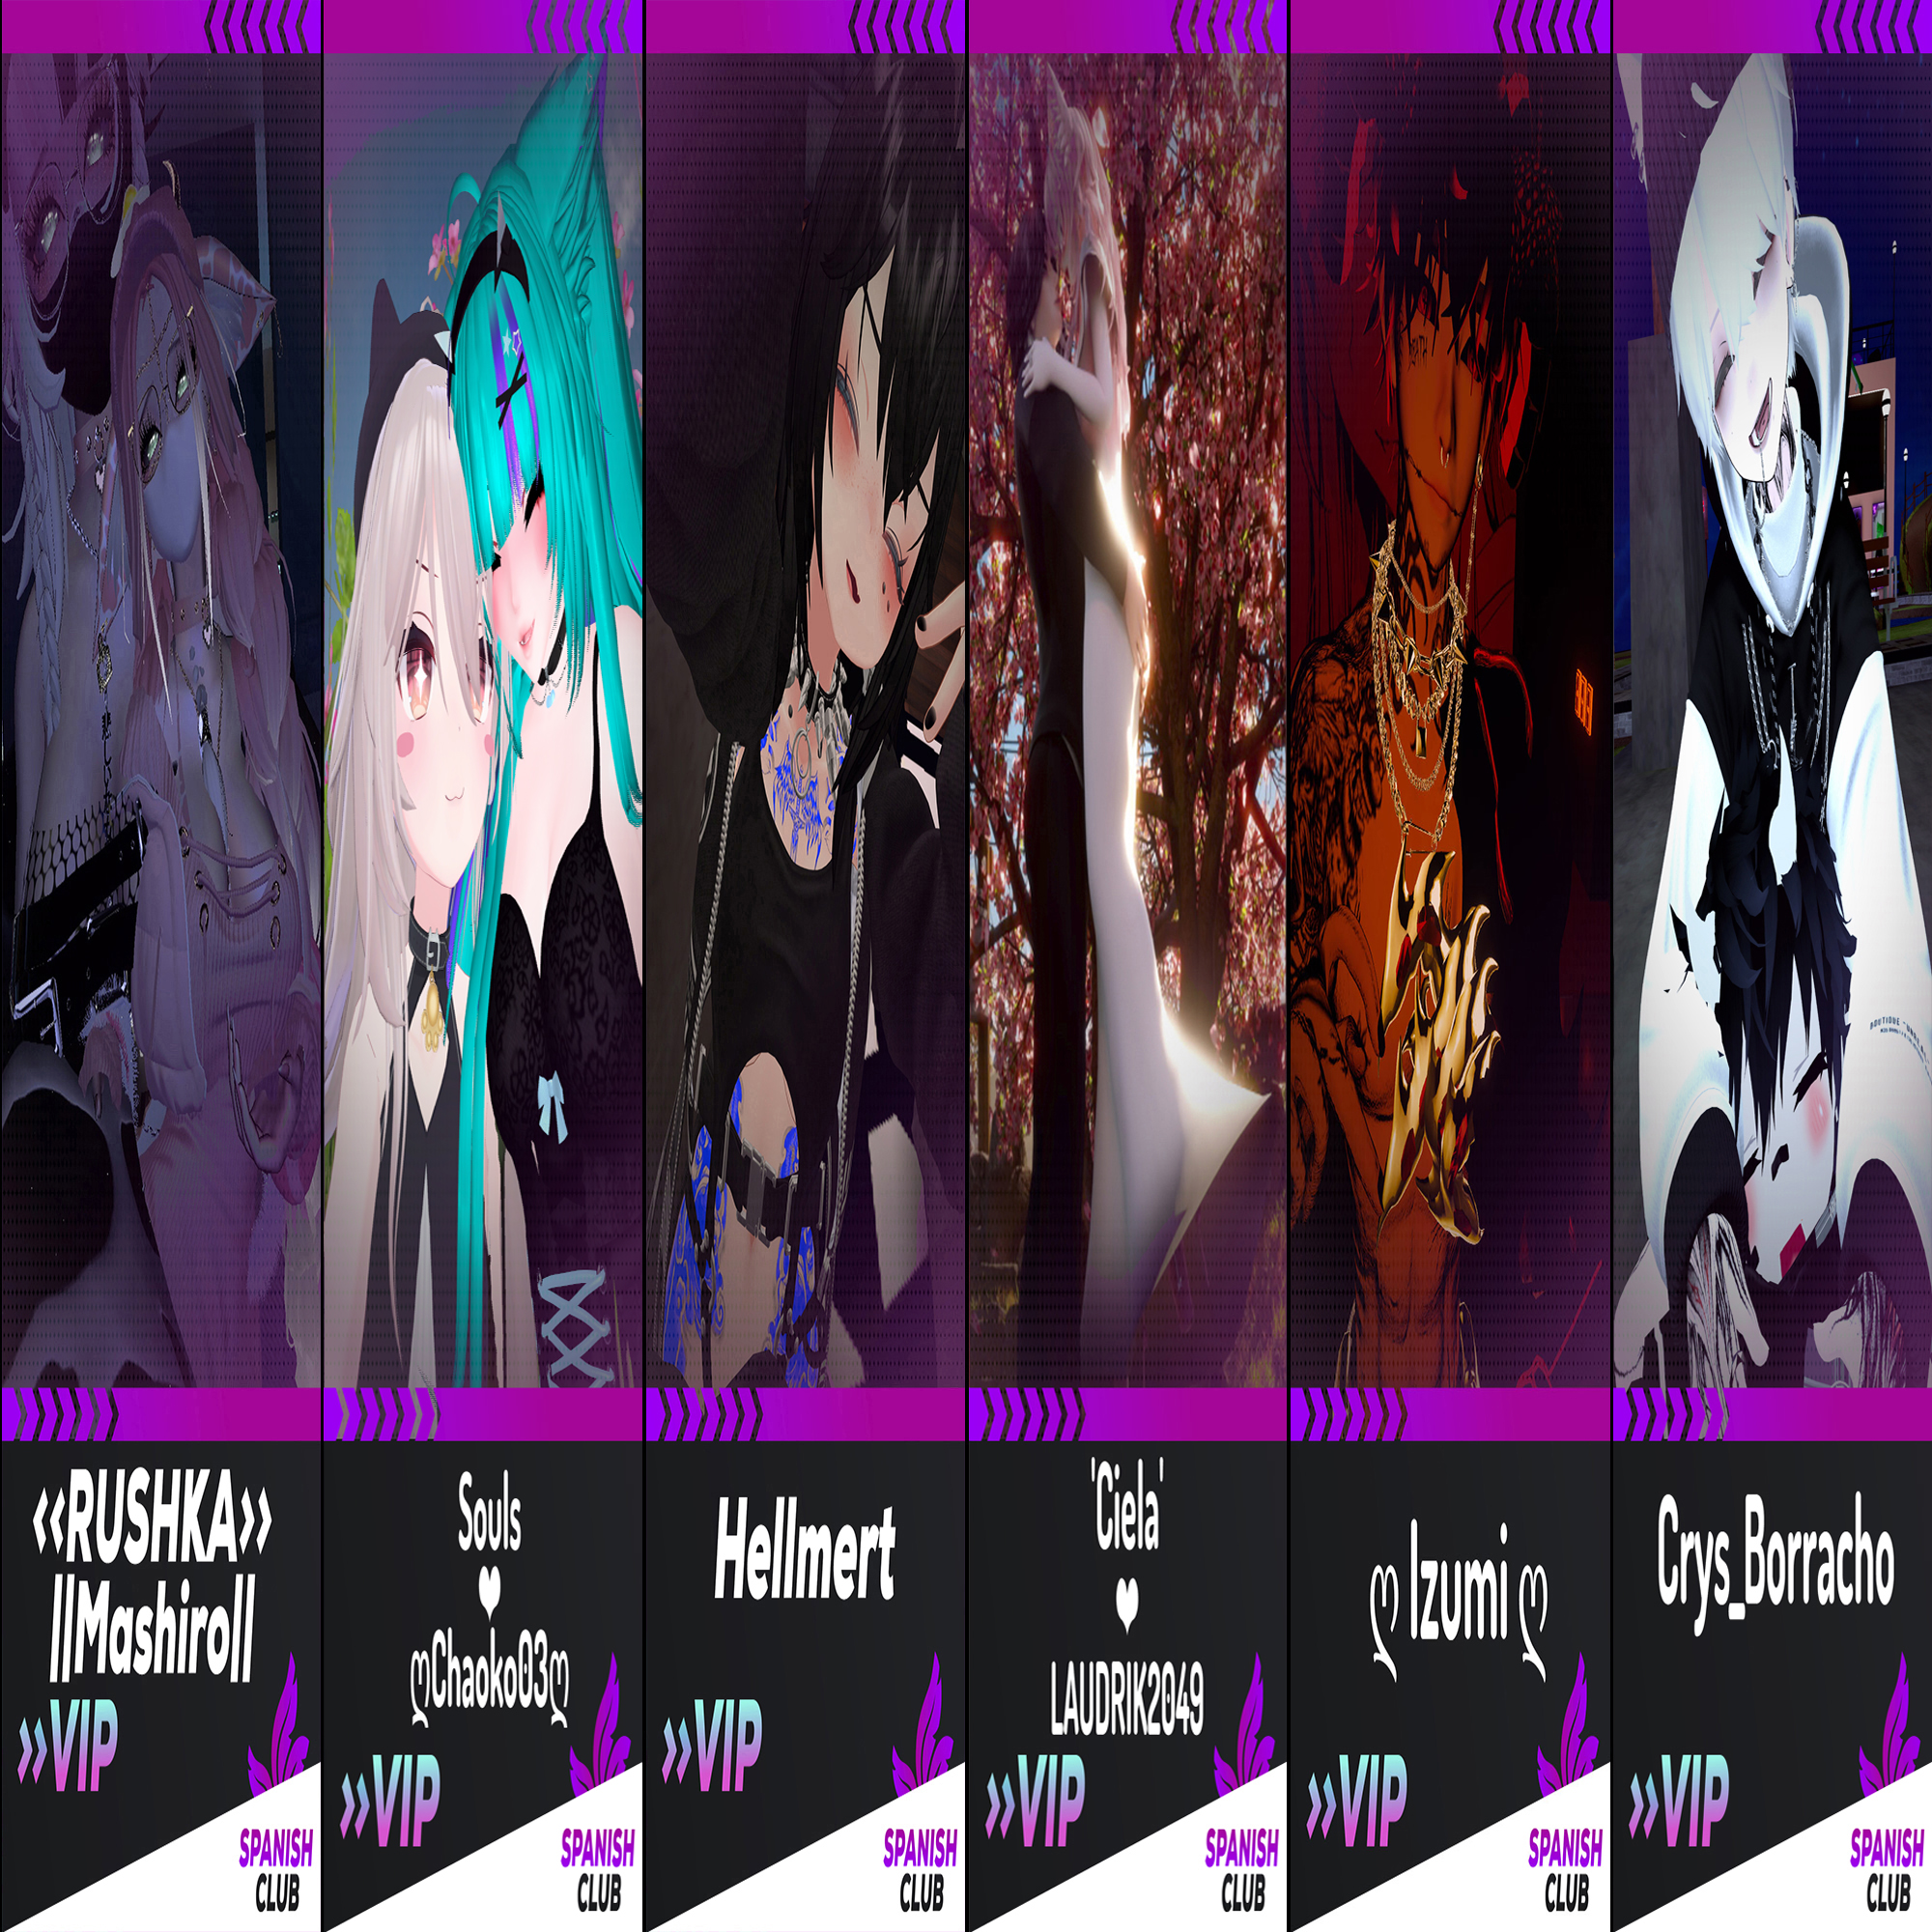 ‹‹RUSHKA››
||Mashiro||
››VIP
SPANISH
CLUB
Souls
❤
ღChaoko03ღ
››VIP
SPANISH
CLUB
Hellmert
››VIP
SPANISH
CLUB
'Ciela'
❤
LAUDRIK2049
››VIP
SPANISH
CLUB
ღ Izumi ღ
››VIP
SPANISH
CLUB
Crys_Borracho
››VIP
SPANISH
CLUB